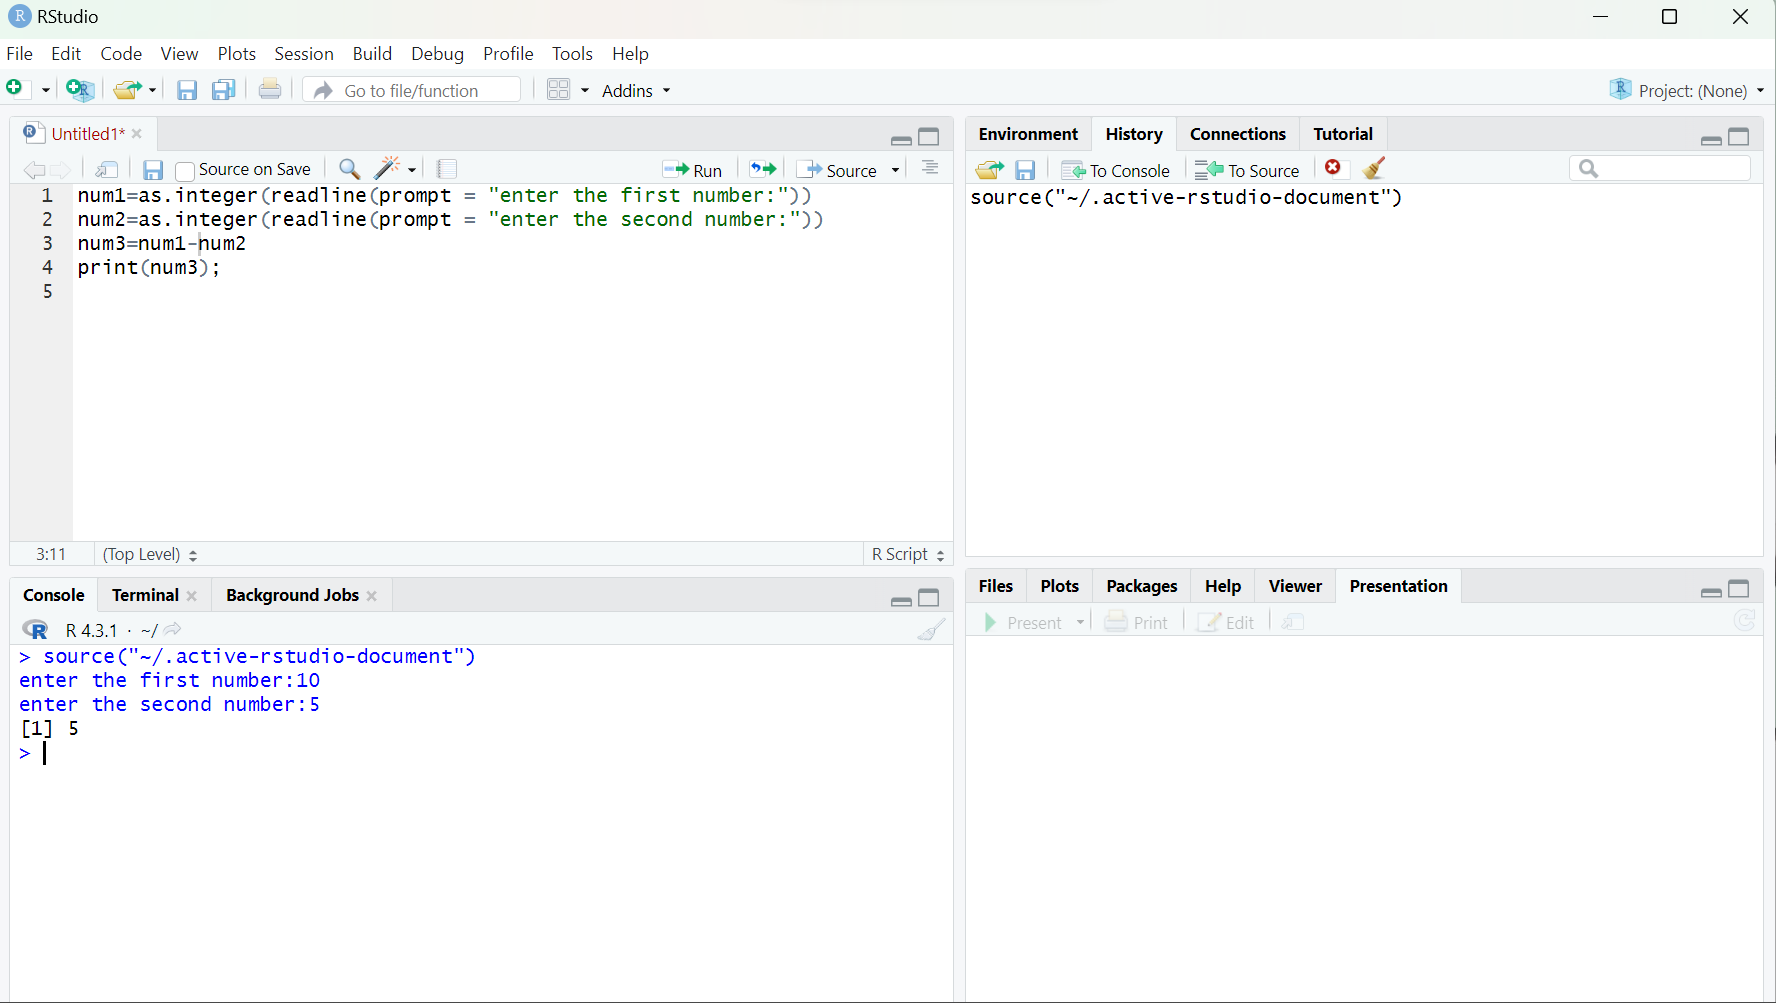 RStudio
File Edit Code View Plots Session Build Debug Profile Tools Help
Go to file/function Addins Project: (None)
Untitled1*
Source on Save Run Source
1 num1=as.integer(readline(prompt = "enter the first number:"))
2 num2=as.integer(readline(prompt = "enter the second number:"))
3 num3=num1-num2
4 print(num3);
5
3:11 (Top Level) R Script
Console Terminal Background Jobs
R 4.3.1 · ~/
> source("~/.active-rstudio-document")
enter the first number:10
enter the second number:5
[1] 5
>
Environment History Connections Tutorial
To Console To Source
source("~/.active-rstudio-document")
Files Plots Packages Help Viewer Presentation
Present Print Edit